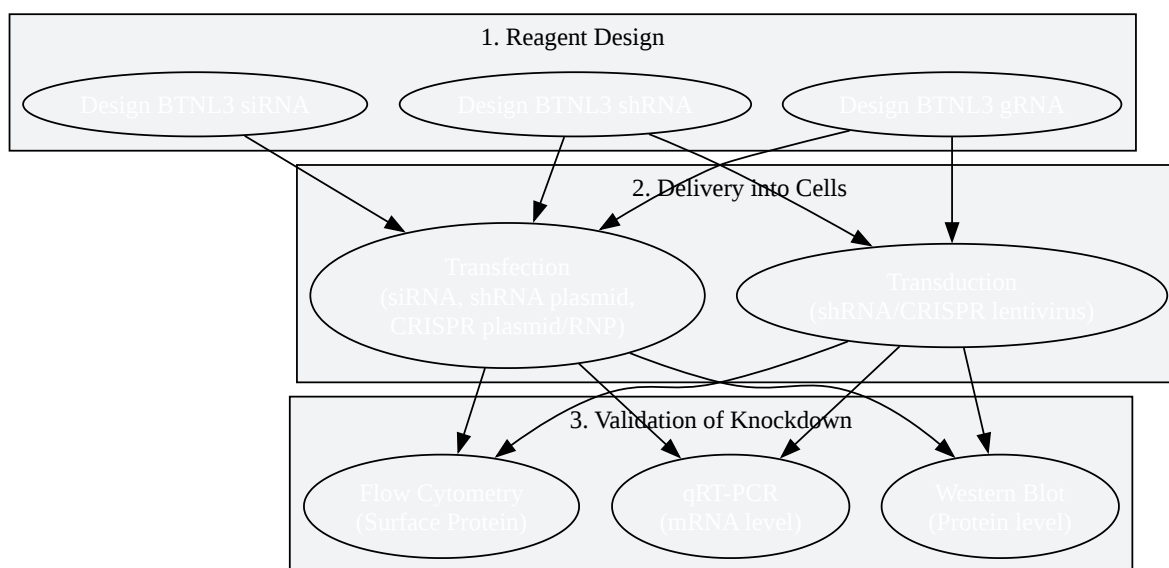 1. Reagent Design
Design BTNL3 siRNA
Design BTNL3 shRNA
Design BTNL3 gRNA
2. Delivery into Cells
Transfection
(siRNA, shRNA plasmid,
CRISPR plasmid/RNP)
Transduction
(shRNA/CRISPR lentivirus)
3. Validation of Knockdown
Flow Cytometry
(Surface Protein)
qRT-PCR
(mRNA level)
Western Blot
(Protein level)